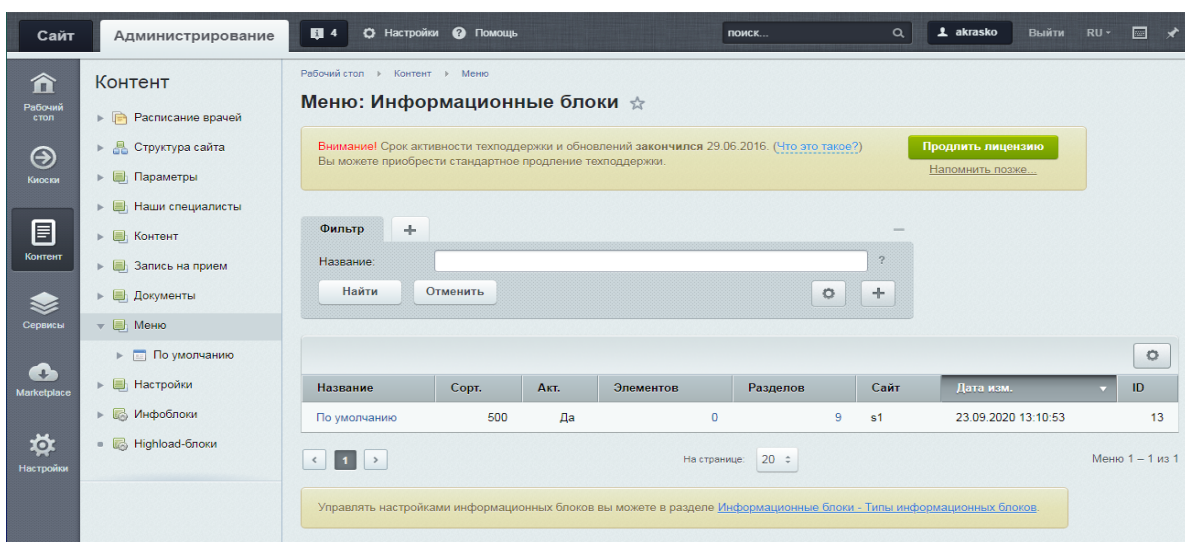 Сайт Администрирование 4 Настройки Помощь поиск... akrasko Выйти RU
Рабочий стол
Киоски
Контент
Сервисы
Marketplace
Настройки
Контент
Расписание врачей
Структура сайта
Параметры
Наши специалисты
Контент
Запись на прием
Документы
Меню
По умолчанию
Настройки
Инфоблоки
Highload-блоки
Рабочий стол Контент Меню
Меню: Информационные блоки
Внимание! Срок активности техподдержки и обновлений закончился 29.06.2016. (Что это такое?)
Вы можете приобрести стандартное продление техподдержки.
Продлить лицензию
Напомнить позже...
Фильтр +
Название: ?
Найти Отменить +
Название Сорт. Акт. Элементов Разделов Сайт Дата изм. ID
По умолчанию 500 Да 0 9 s1 23.09.2020 13:10:53 13
< 1 > На странице: 20 Меню 1 – 1 из 1
Управлять настройками информационных блоков вы можете в разделе Информационные блоки - Типы информационных блоков.